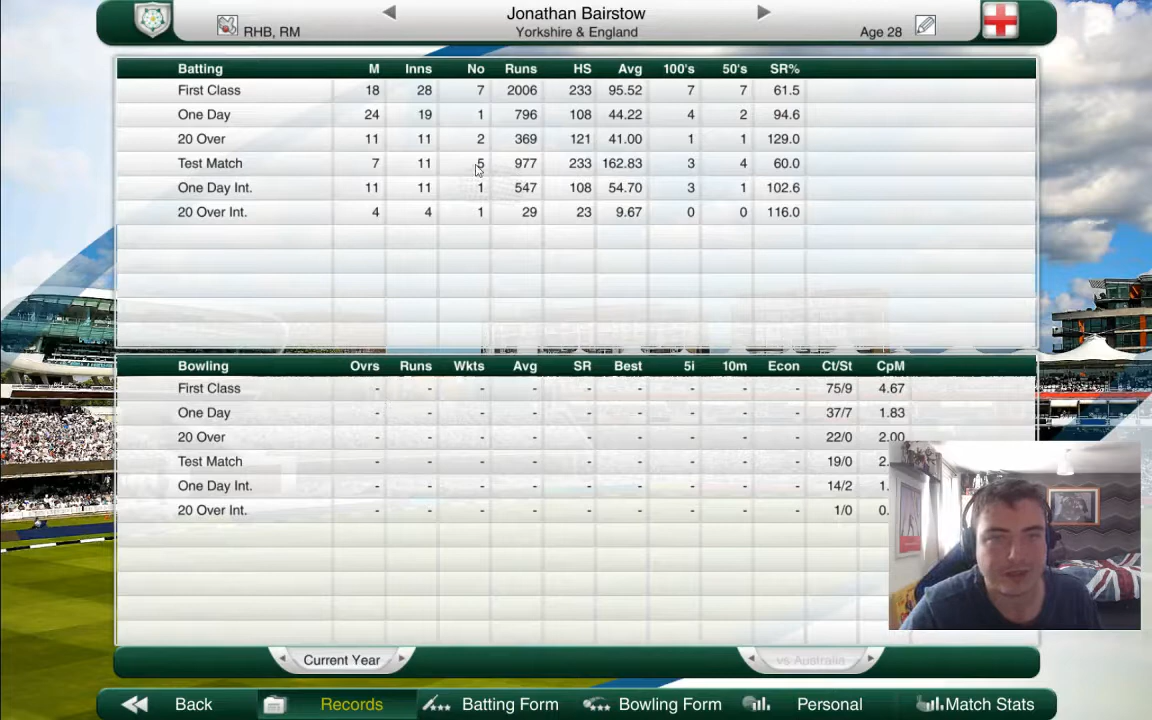 Jonathan Bairstow
RHB, RM Yorkshire & England Age 28
Batting M Inns No Runs HS Avg 100's 50's SR%
First Class 18 28 7 2006 233 95.52 7 7 61.5
One Day 24 19 1 796 108 44.22 4 2 94.6
20 Over 11 11 2 369 121 41.00 1 1 129.0
Test Match 7 11 5 977 233 162.83 3 4 60.0
One Day Int. 11 11 1 547 108 54.70 3 1 102.6
20 Over Int. 4 4 1 29 23 9.67 0 0 116.0
Bowling Ovrs Runs Wkts Avg SR Best 5i 10m Econ Ct/St CpM
First Class - - - - - - - - - 75/9 4.67
One Day - - - - - - - - - 37/7 1.83
20 Over - - - - - - - - - 22/0 2.00
Test Match - - - - - - - - - 19/0 2.
One Day Int. - - - - - - - - - 14/2 1.
20 Over Int. - - - - - - - - - 1/0 0.
Current Year vs Australia
Back Records Batting Form Bowling Form Personal Match Stats